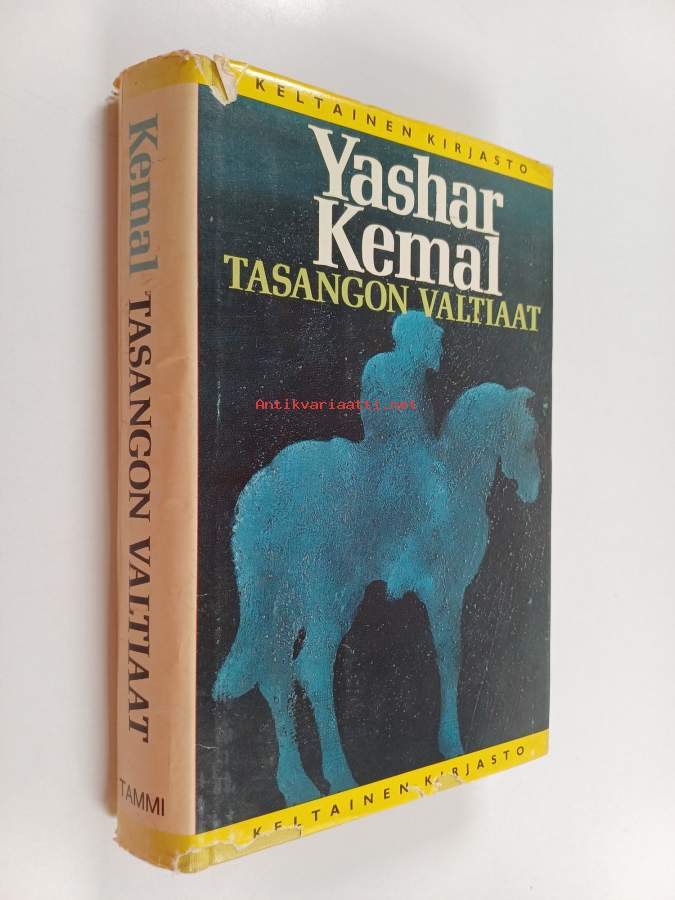 KELTAINEN KIRJASTO
Yashar
Kemal
TASANGON VALTIAAT
Antikvariaatti.net
KELTAINEN KIRJASTO
Kemal TASANGON VALTIAAT
TAMMI